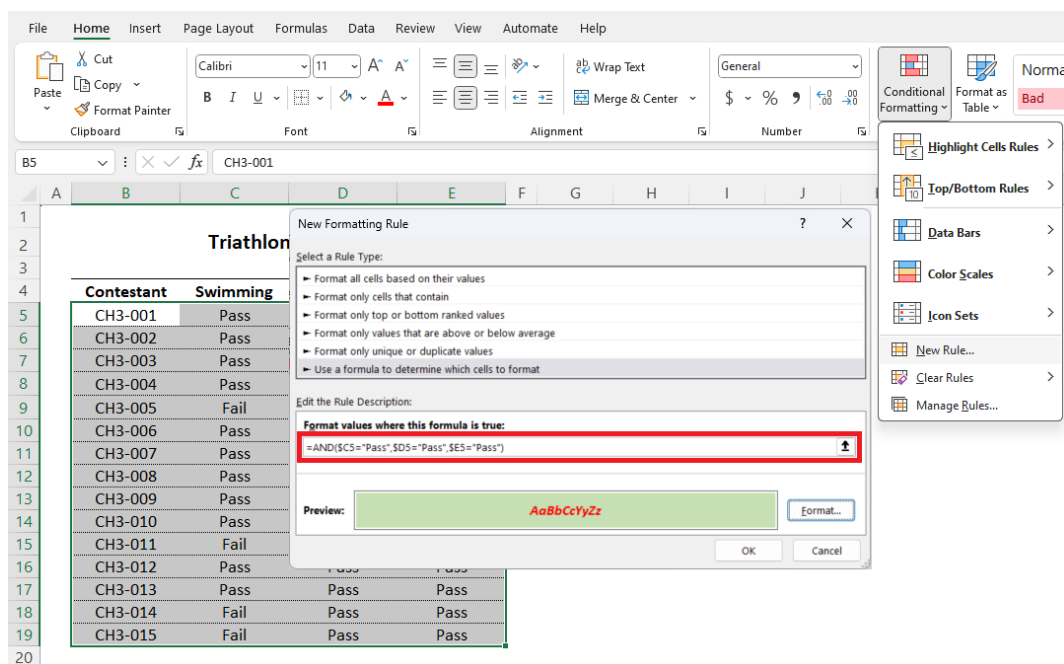 File Home Insert Page Layout Formulas Data Review View Automate Help
Cut
Copy
Format Painter
Paste
Calibri 11 A A
B I U A
ab Wrap Text
c
Merge & Center
General
$ % 9 ←0 .00
.00 →0
Conditional
Formatting
Format as
Table
Norma
Bad
Clipboard Font Alignment Number
B5 fx CH3-001
Highlight Cells Rules
10 Top/Bottom Rules
Data Bars
Color Scales
Icon Sets
New Rule...
Clear Rules
Manage Rules...
A B C D E F G H I J
1
2 Triathlon
3
4 Contestant Swimming
5 CH3-001 Pass
6 CH3-002 Pass
7 CH3-003 Pass
8 CH3-004 Pass
9 CH3-005 Fail
10 CH3-006 Pass
11 CH3-007 Pass
12 CH3-008 Pass
13 CH3-009 Pass
14 CH3-010 Pass
15 CH3-011 Fail
16 CH3-012 Pass Pass Pass
17 CH3-013 Pass Pass Pass
18 CH3-014 Fail Pass Pass
19 CH3-015 Fail Pass Pass
20
New Formatting Rule ?
Select a Rule Type:
► Format all cells based on their values
► Format only cells that contain
► Format only top or bottom ranked values
► Format only values that are above or below average
► Format only unique or duplicate values
► Use a formula to determine which cells to format
Edit the Rule Description:
Format values where this formula is true:
=AND($C5="Pass",$D5="Pass",$E5="Pass")
Preview: AaBbCcYyZz Format...
OK Cancel